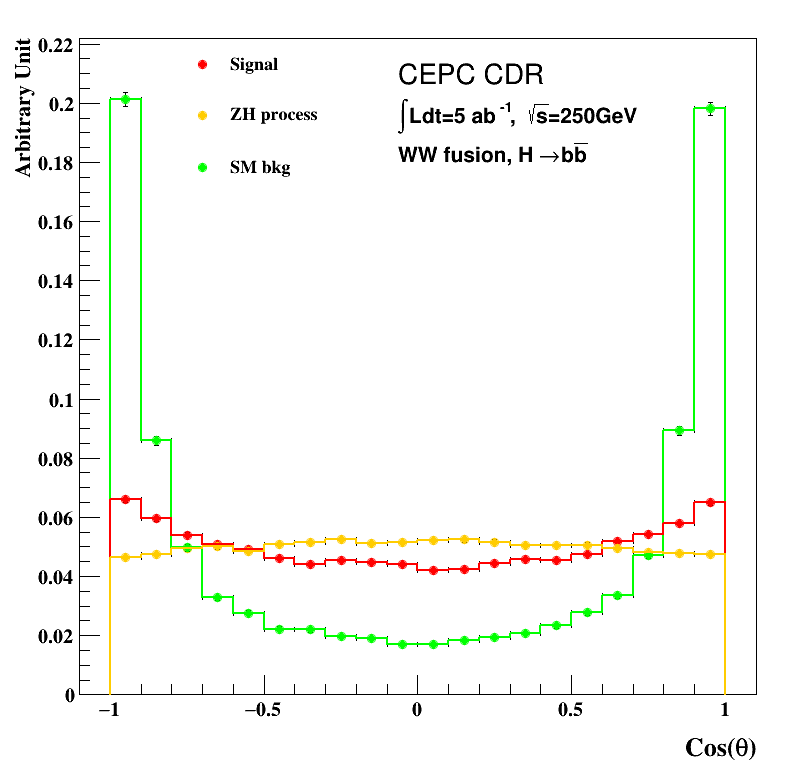 Arbitrary Unit
0.22
0.2
0.18
0.16
0.14
0.12
0.1
0.08
0.06
0.04
0.02
0
Signal
ZH process
SM bkg
CEPC CDR
∫Ldt=5 ab⁻¹, √s=250GeV
WW fusion, H →bb̅
−1 −0.5 0 0.5 1
Cos(θ)